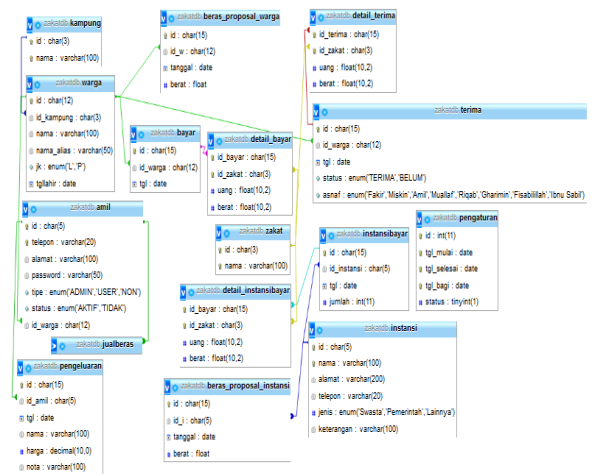 zakatdb kampung
id : char(3)
nama : varchar(100)
zakatdb warga
id : char(12)
id_kampung : char(3)
nama : varchar(100)
nama_alias : varchar(50)
jk : enum('L','P')
tgllahir : date
zakatdb amil
id : char(5)
telepon : varchar(20)
alamat : varchar(100)
password : varchar(50)
tipe : enum('ADMIN','USER','NON')
status : enum('AKTIF','TIDAK')
id_warga : char(12)
zakatdb jualberas
zakatdb pengeluaran
id : char(15)
id_amil : char(5)
tgl : date
nama : varchar(100)
harga : decimal(10,0)
nota : varchar(100)
zakatdb beras_proposal_warga
id : char(15)
id_w : char(12)
tanggal : date
berat : float
zakatdb bayar
id : char(15)
id_warga : char(12)
tgl : date
zakatdb detail_bayar
id_bayar : char(15)
id_zakat : char(3)
uang : float(10,2)
berat : float(10,2)
zakatdb zakat
id : char(3)
nama : varchar(100)
zakatdb detail_instansibayar
id_bayar : char(15)
id_zakat : char(3)
uang : float(10,2)
berat : float(10,2)
zakatdb beras_proposal_instansi
id : char(15)
id_i : char(5)
tanggal : date
berat : float
zakatdb detail_terima
id_terima : char(15)
id_zakat : char(3)
uang : float(10,2)
berat : float(10,2)
zakatdb terima
id : char(15)
id_warga : char(12)
tgl : date
status : enum('TERIMA','BELUM')
asnaf : enum('Fakir','Miskin','Amil','Muallaf','Riqab','Gharimin','Fisabilillah','Ibnu Sabil')
zakatdb instansibayar
id : char(15)
id_instansi : char(5)
tgl : date
jumlah : int(11)
zakatdb pengaturan
id : int(11)
tgl_mulai : date
tgl_selesai : date
tgl_bagi : date
status : tinyint(1)
zakatdb instansi
id : char(5)
nama : varchar(100)
alamat : varchar(200)
telepon : varchar(20)
jenis : enum('Swasta','Pemerintah','Lainnya')
keterangan : varchar(100)